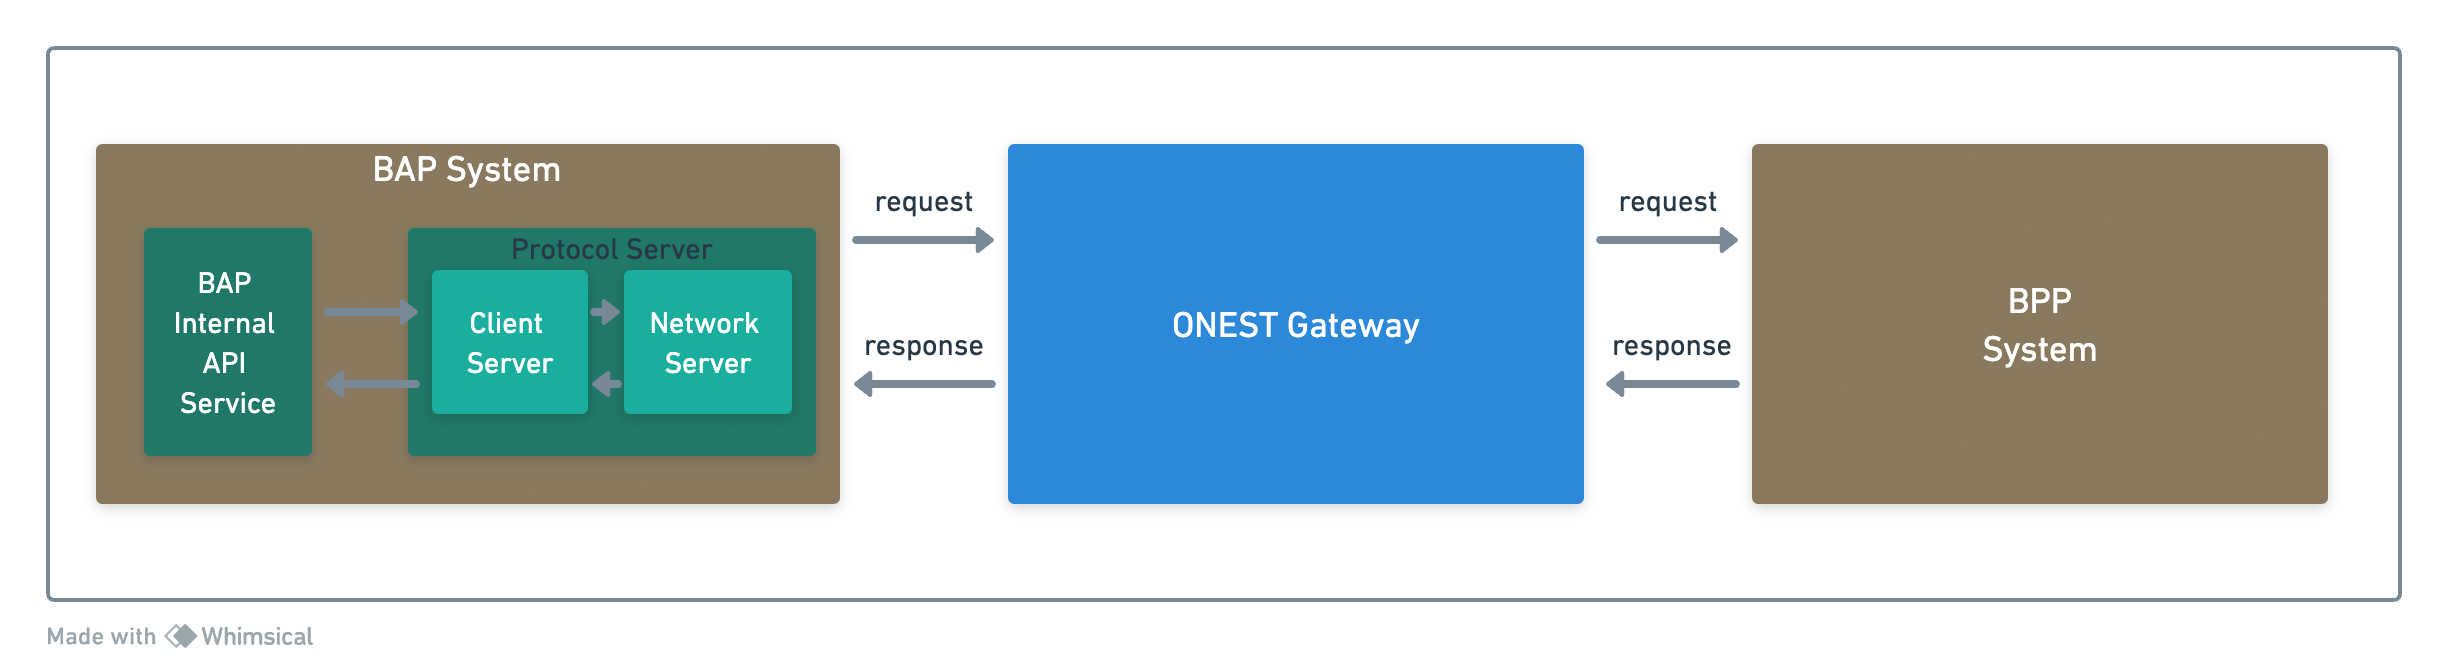 BAP System
BAP
Internal
API
Service
Protocol Server
Client
Server
Network
Server
request
response
ONEST Gateway
request
response
BPP
System
Made with Whimsical